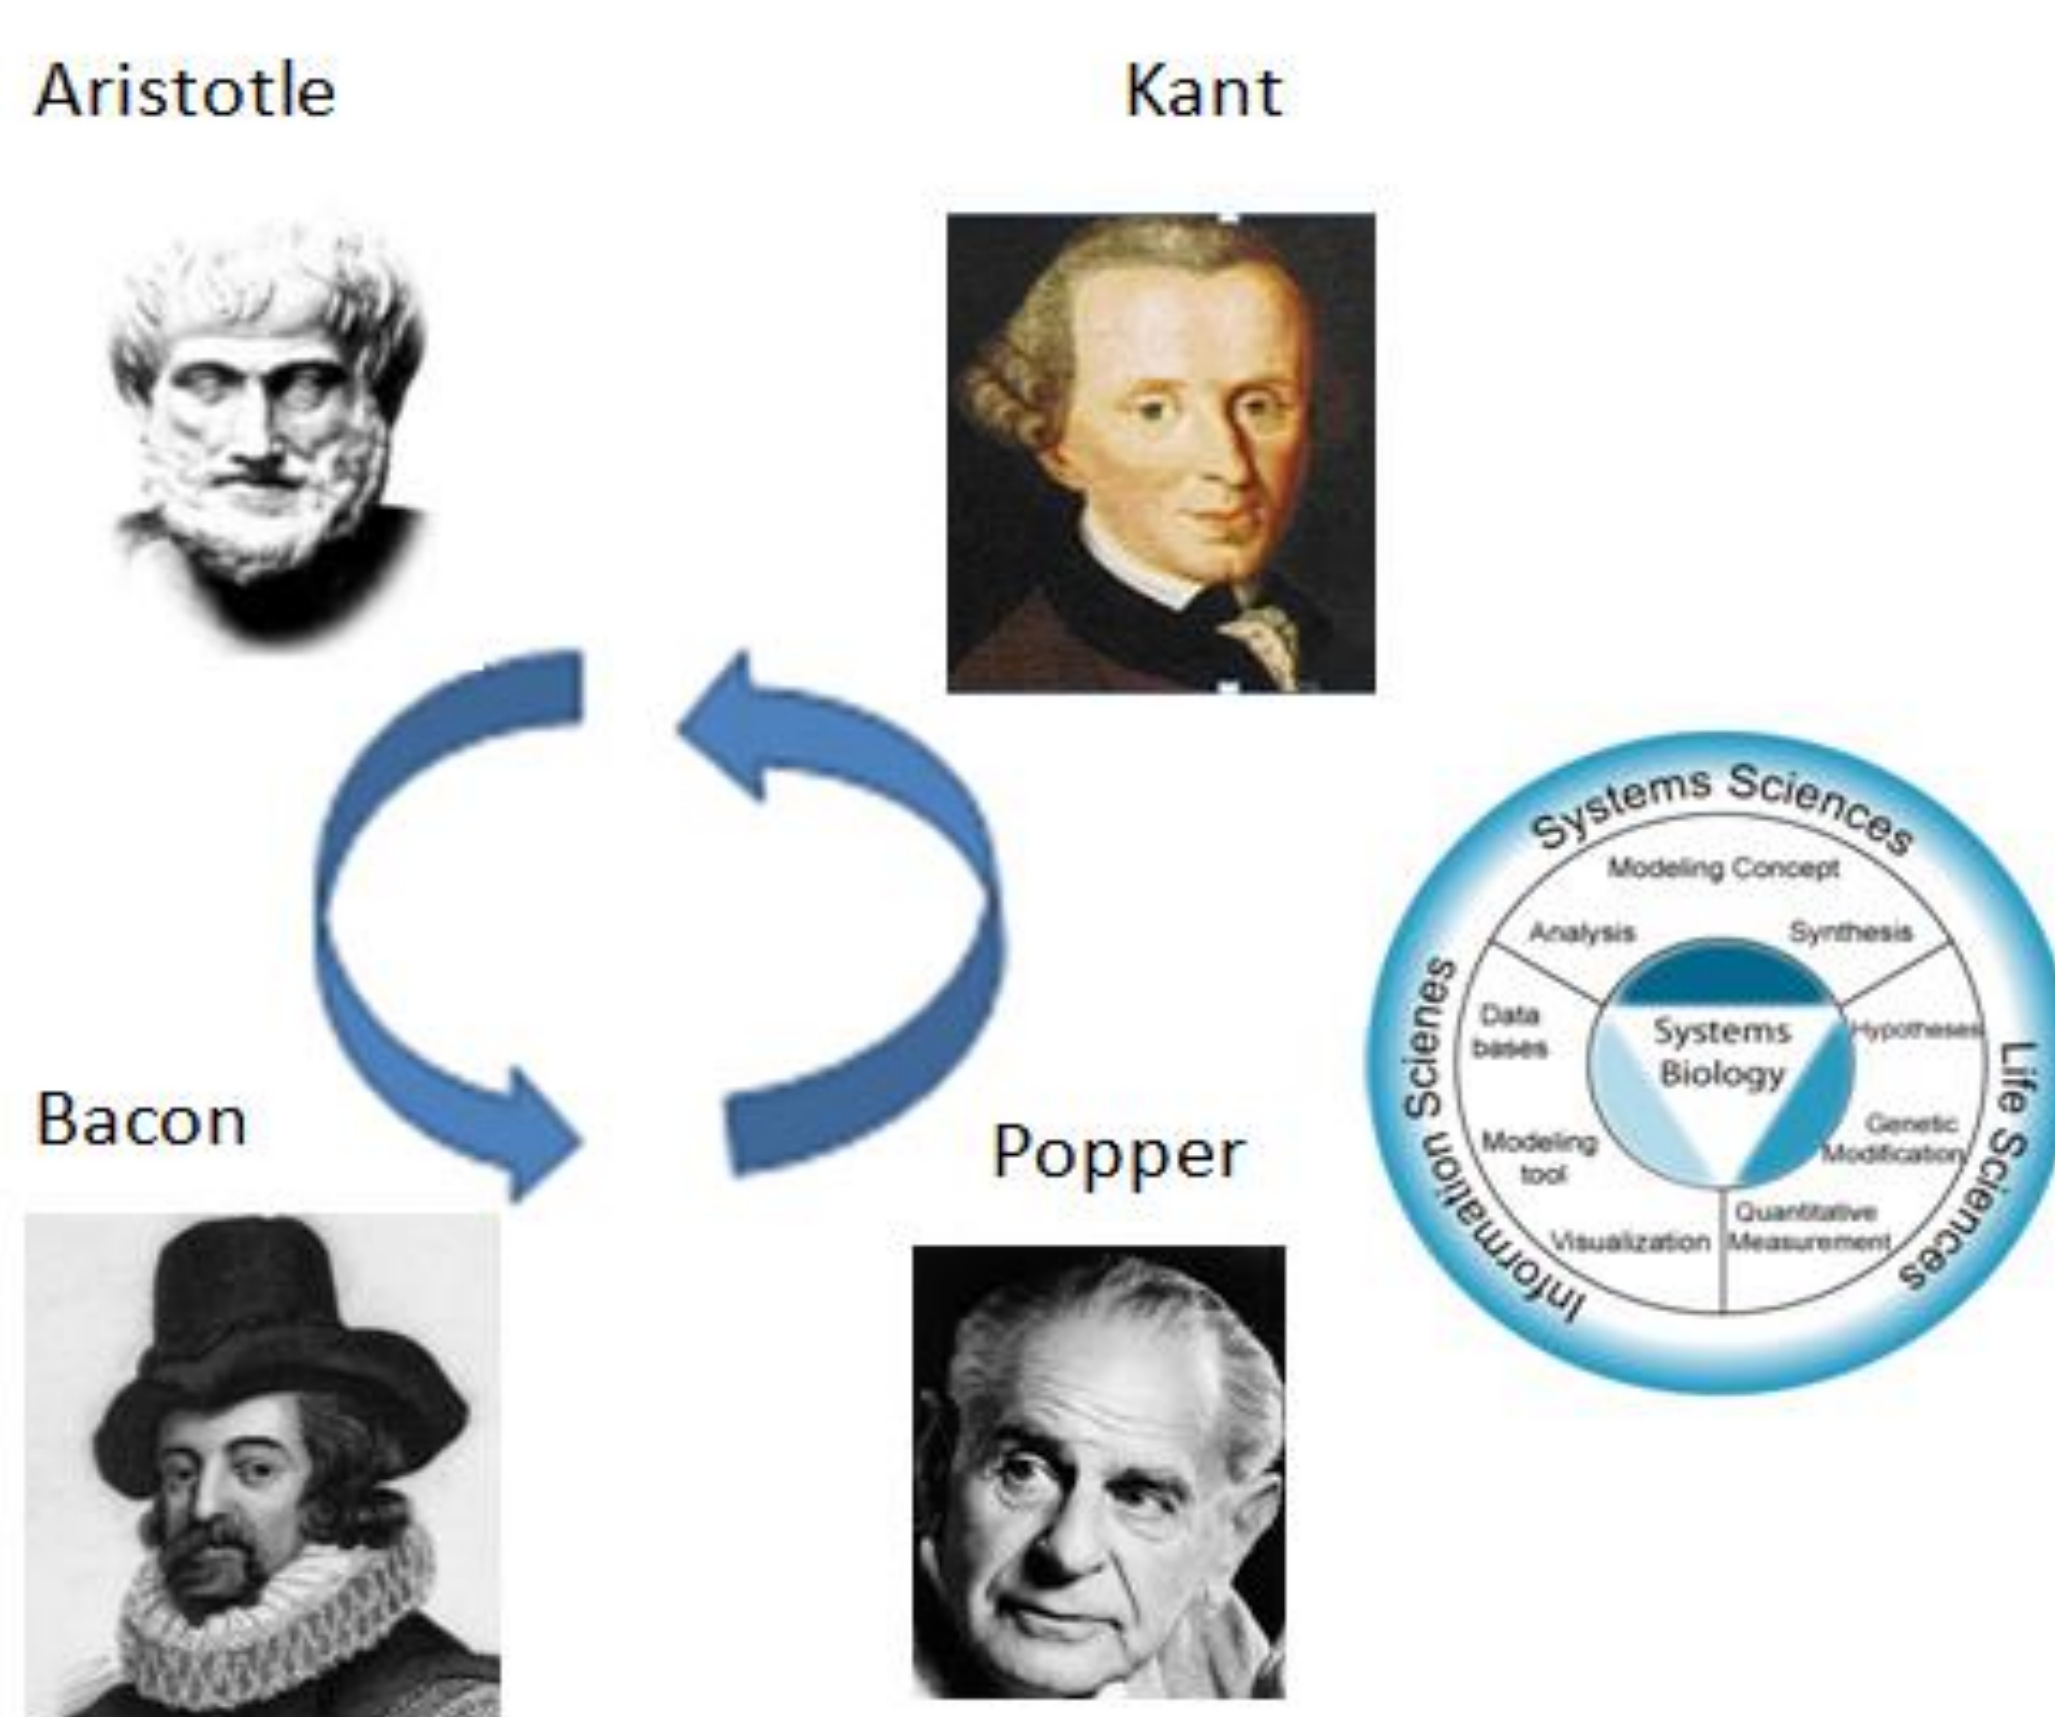 Aristotle
Kant
Systems Sciences
Modeling Concept
Analysis
Synthesis
Data
bases
Systems
Biology
Hypotheses
Information Scienes
Life Sciences
Bacon
Popper
Modeling
tool
Genetic
Modification
Visualization
Quantitative
Measurement